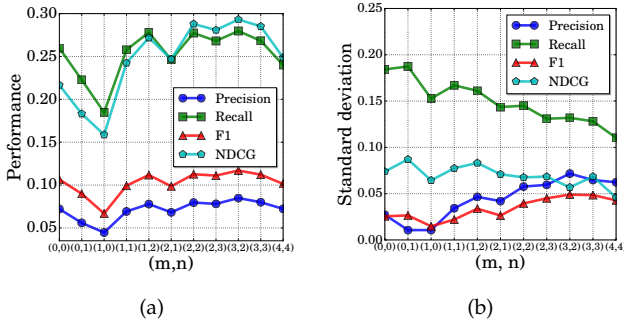 0.30
0.25
0.20
0.15
0.10
0.05
Performance
Precision
Recall
F1
NDCG
(0,0)(0,1)(1,0) (1,1) (1,2) (2,1) (2,2) (2,3) (3,2) (3,3) (4,4)
(m,n)
(a)
0.25
0.20
0.15
0.10
0.05
0.00
Standard deviation
Precision
Recall
F1
NDCG
(0,0) (0,1) (1,0) (1,1) (1,2) (2,1) (2,2) (2,3) (3,2) (3,3) (4,4)
(m, n)
(b)